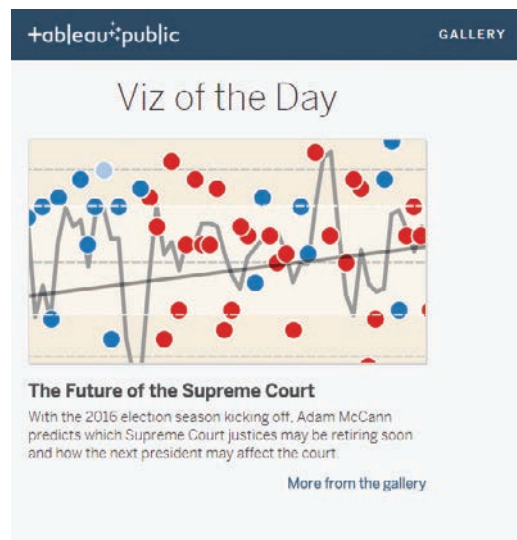 +ableau public
GALLERY
Viz of the Day
The Future of the Supreme Court
With the 2016 election season kicking off, Adam McCann
predicts which Supreme Court justices may be retiring soon
and how the next president may affect the court.
More from the gallery